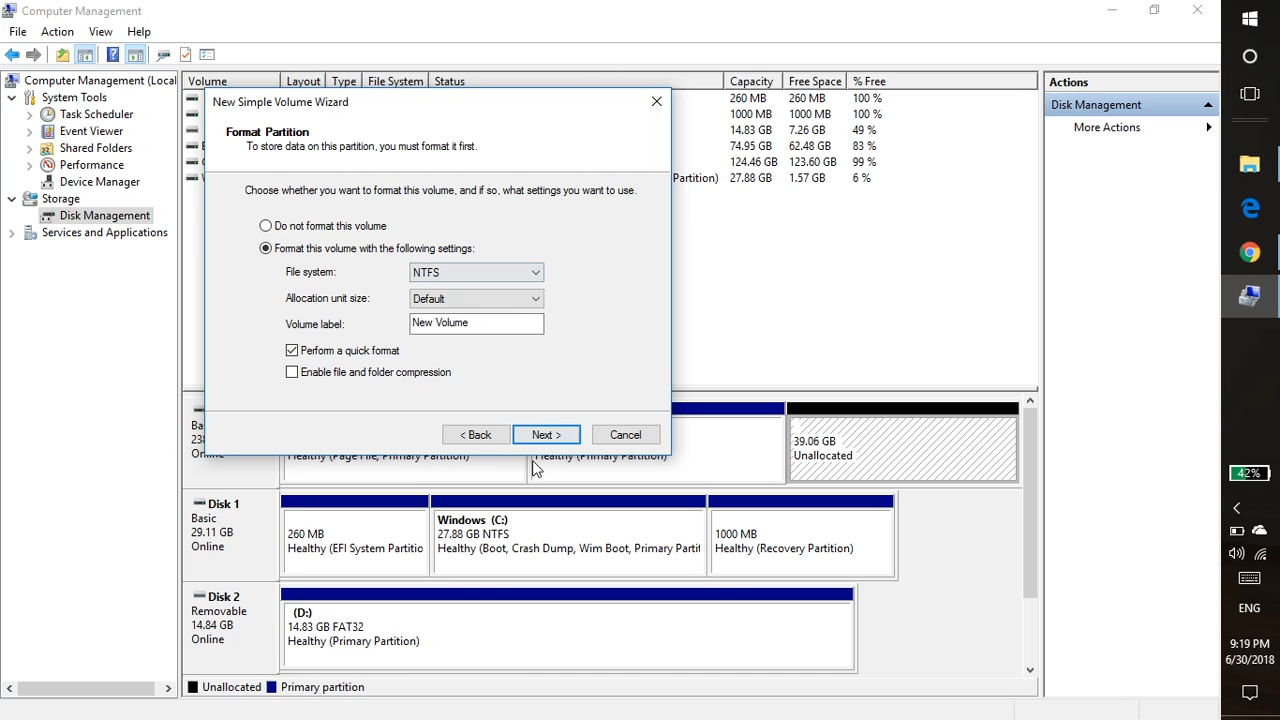 Computer Management
File Action View Help
Computer Management (Local
System Tools
Task Scheduler
Event Viewer
Shared Folders
Performance
Device Manager
Storage
Disk Management
Services and Applications
Volume Layout Type File System Status Capacity Free Space % Free
260 MB 260 MB 100 %
1000 MB 1000 MB 100 %
14.83 GB 7.26 GB 49 %
74.95 GB 62.48 GB 83 %
124.46 GB 123.60 GB 99 %
Partition) 27.88 GB 1.57 GB 6 %
New Simple Volume Wizard
Format Partition
To store data on this partition, you must format it first.
Choose whether you want to format this volume, and if so, what settings you want to use.
Do not format this volume
Format this volume with the following settings:
File system: NTFS
Allocation unit size: Default
Volume label: New Volume
Perform a quick format
Enable file and folder compression
< Back Next > Cancel
Online
Healthy (Page File, Primary Partition)
Healthy (Primary Partition)
39.06 GB
Unallocated
Disk 1
Basic
29.11 GB
Online
260 MB
Healthy (EFI System Partitio
Windows (C:)
27.88 GB NTFS
Healthy (Boot, Crash Dump, Wim Boot, Primary Partit
1000 MB
Healthy (Recovery Partition)
Disk 2
Removable
14.84 GB
Online
(D:)
14.83 GB FAT32
Healthy (Primary Partition)
Unallocated Primary partition
Actions
Disk Management
More Actions
42%
ENG
9:19 PM
6/30/2018